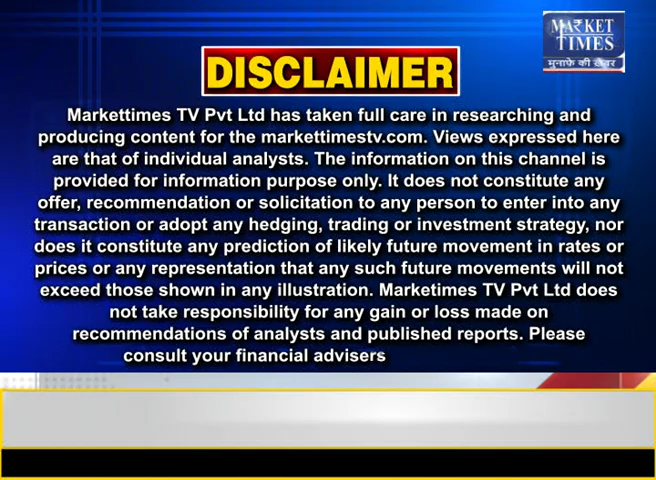 MA₹KET
TIMES
मुनाफे की खबर
DISCLAIMER
Markettimes TV Pvt Ltd has taken full care in researching and
producing content for the markettimestv.com. Views expressed here
are that of individual analysts. The information on this channel is
provided for information purpose only. It does not constitute any
offer, recommendation or solicitation to any person to enter into any
transaction or adopt any hedging, trading or investment strategy, nor
does it constitute any prediction of likely future movement in rates or
prices or any representation that any such future movements will not
exceed those shown in any illustration. Marketimes TV Pvt Ltd does
not take responsibility for any gain or loss made on
recommendations of analysts and published reports. Please
consult your financial advisers